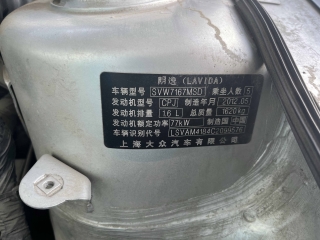 朗逸 (LAVIDA)
车辆型号 SVW7167MSD 乘坐人数 5
发动机型号 CPJ 制造年月 2012.05
发动机排量 1.6 L 总质量 1620kg
发动机额定功率 77kW 制造国 中国
车辆识别代号
上海大众汽车有限公司